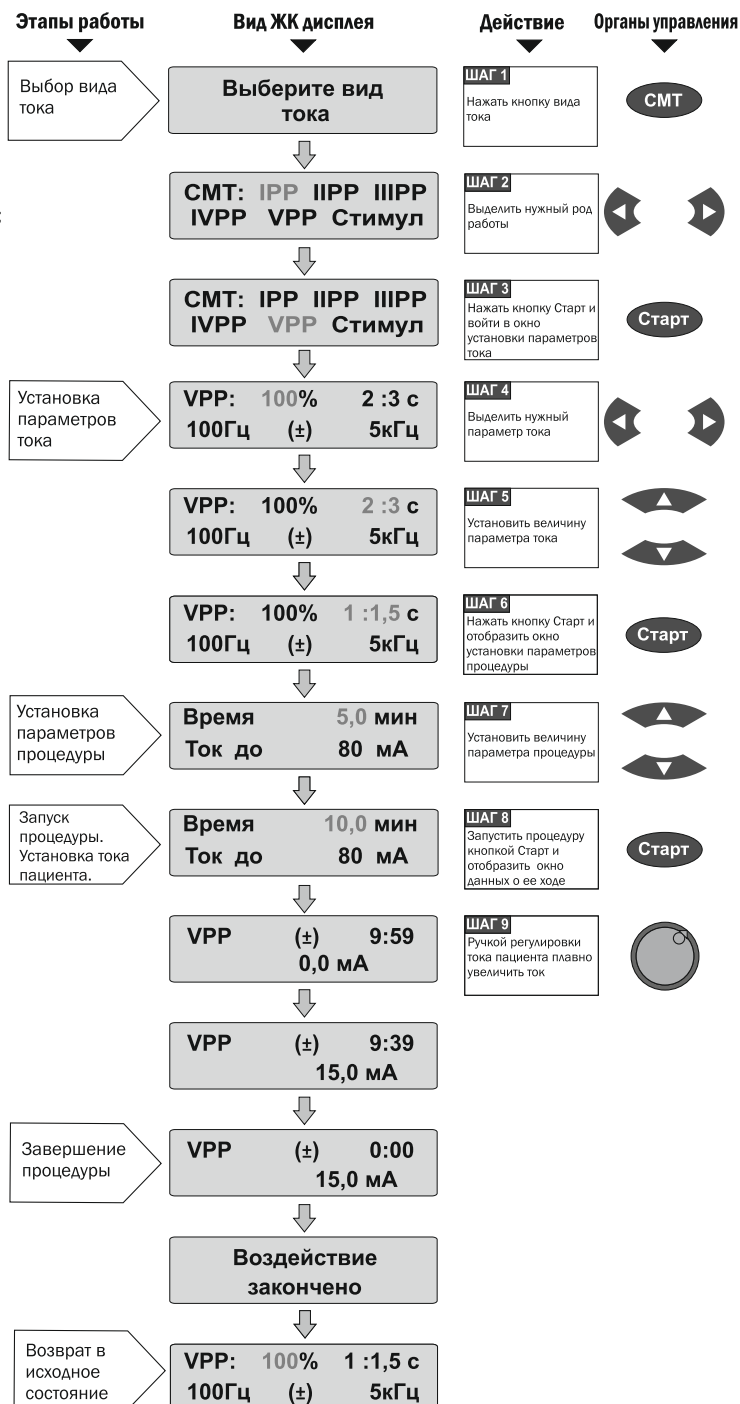 Этапы работы
Вид ЖК дисплея
Действие
Органы управления
Выбор вида
тока
Выберите вид
тока
ШАГ 1
Нажать кнопку вида
тока
СМТ
СМТ: IPP IIPP IIIPP
IVPP VPP Стимул
ШАГ 2
Выделить нужный род
работы
:
СМТ: IPP IIPP IIIPP
IVPP VPP Стимул
ШАГ 3
Нажать кнопку Старт и
войти в окно
установки параметров
тока
Старт
Установка
параметров
тока
VPP: 100% 2 :3 с
100Гц (±) 5кГц
ШАГ 4
Выделить нужный
параметр тока
VPP: 100% 2 :3 с
100Гц (±) 5кГц
ШАГ 5
Установить величину
параметра тока
VPP: 100% 1 :1,5 с
100Гц (±) 5кГц
ШАГ 6
Нажать кнопку Старт и
отобразить окно
установки параметров
процедуры
Старт
Установка
параметров
процедуры
Время 5,0 мин
Ток до 80 мА
ШАГ 7
Установить величину
параметра процедуры
Запуск
процедуры.
Установка тока
пациента.
Время 10,0 мин
Ток до 80 мА
ШАГ 8
Запустить процедуру
кнопкой Старт и
отобразить окно
данных о ее ходе
Старт
VPP (±) 9:59
0,0 мА
ШАГ 9
Ручкой регулировки
тока пациента плавно
увеличить ток
VPP (±) 9:39
15,0 мА
Завершение
процедуры
VPP (±) 0:00
15,0 мА
Воздействие
закончено
Возврат в
исходное
состояние
VPP: 100% 1 :1,5 с
100Гц (±) 5кГц